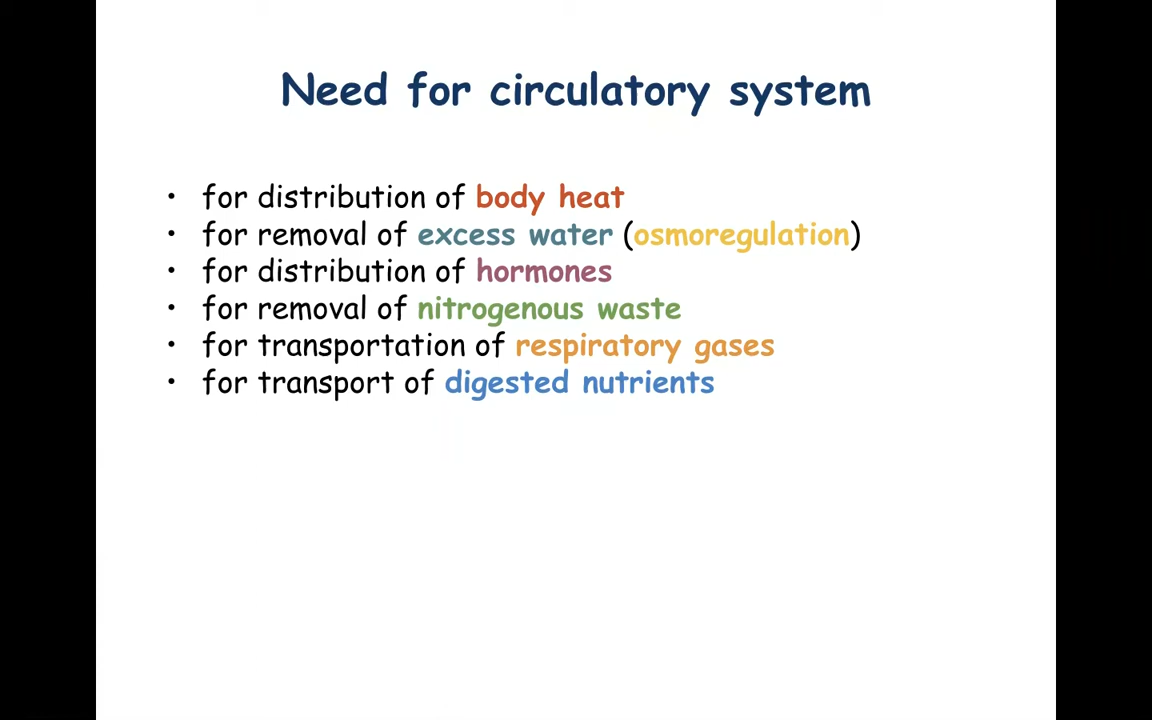 Need for circulatory system
• for distribution of body heat
• for removal of excess water (osmoregulation)
• for distribution of hormones
• for removal of nitrogenous waste
• for transportation of respiratory gases
• for transport of digested nutrients